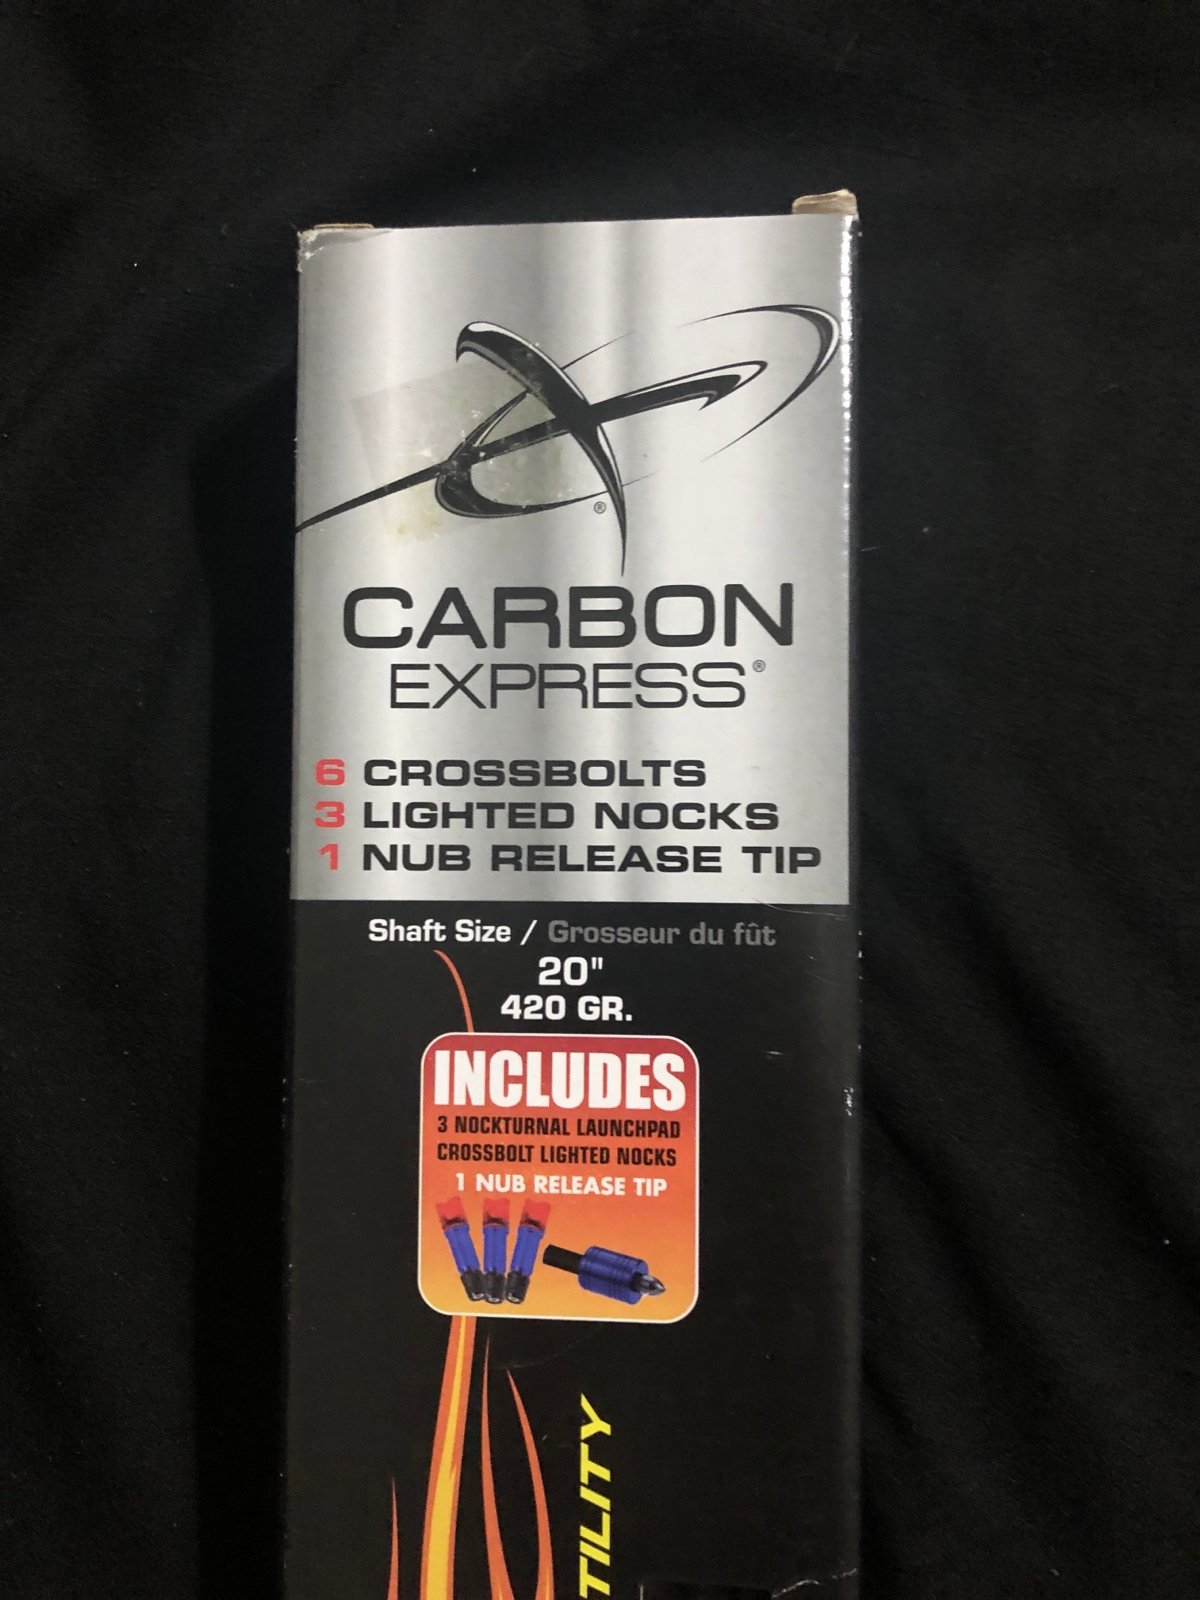 ®
CARBON
EXPRESS®
6 CROSSBOLTS
3 LIGHTED NOCKS
1 NUB RELEASE TIP
Shaft Size / Grosseur du fût
20"
420 GR.
INCLUDES
3 NOCKTURNAL LAUNCHPAD
CROSSBOLT LIGHTED NOCKS
1 NUB RELEASE TIP
TILITY